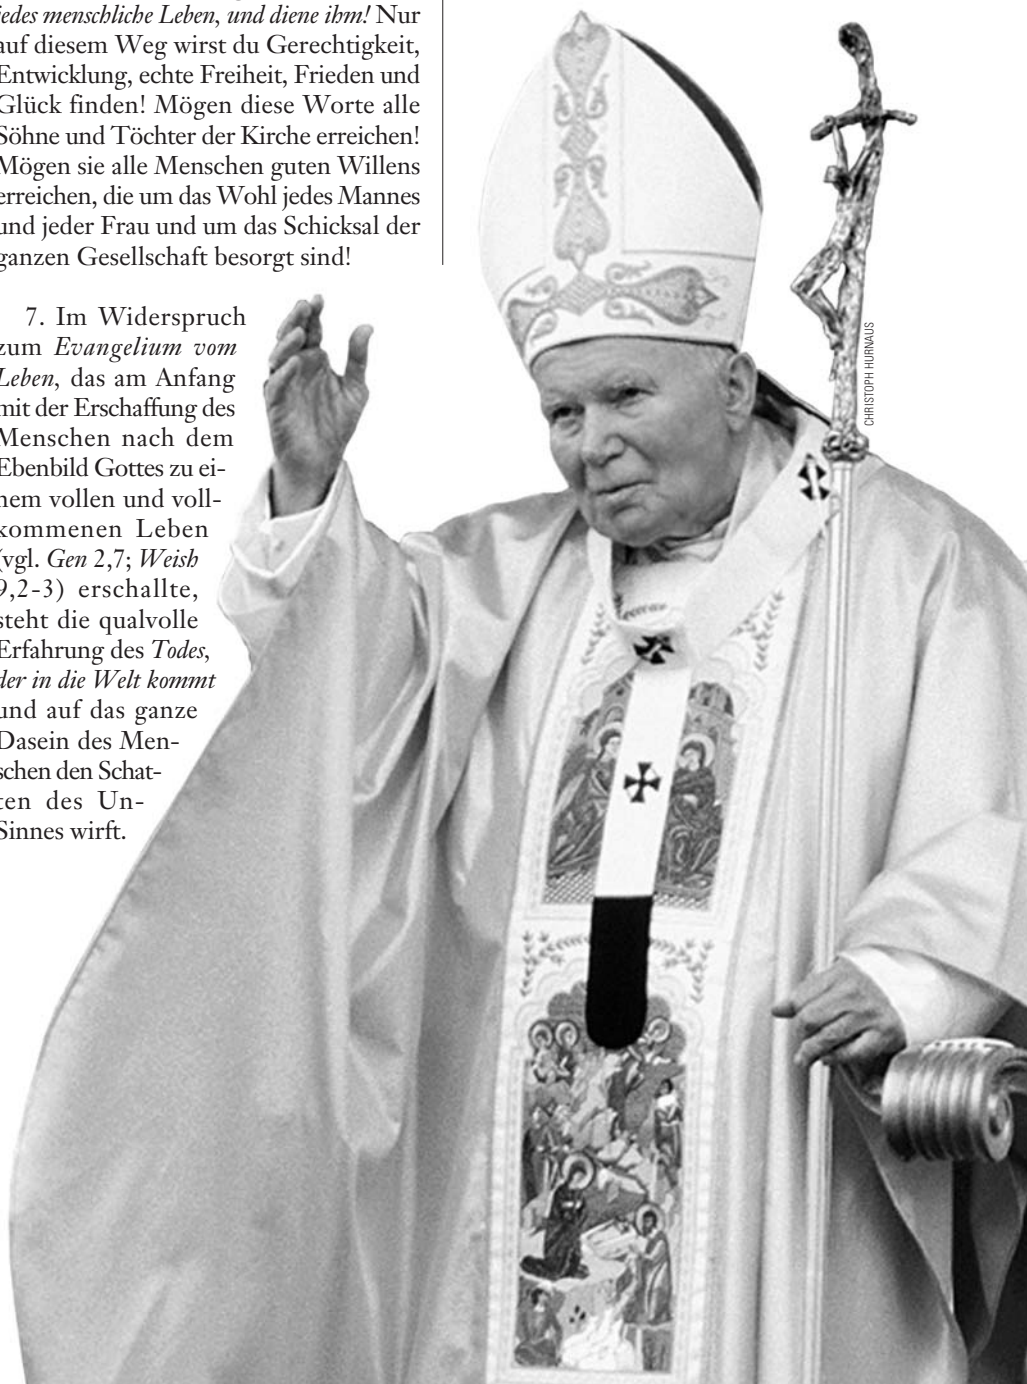 jedes menschliche Leben, und diene ihm! Nur
auf diesem Weg wirst du Gerechtigkeit,
Entwicklung, echte Freiheit, Frieden und
Glück finden! Mögen diese Worte alle
Söhne und Töchter der Kirche erreichen!
Mögen sie alle Menschen guten Willens
erreichen, die um das Wohl jedes Mannes
und jeder Frau und um das Schicksal der
ganzen Gesellschaft besorgt sind!
7. Im Widerspruch
zum Evangelium vom
Leben, das am Anfang
mit der Erschaffung des
Menschen nach dem
Ebenbild Gottes zu ei-
nem vollen und voll-
kommenen Leben
(vgl. Gen 2,7; Weish
9,2-3) erschallte,
steht die qualvolle
Erfahrung des Todes,
der in die Welt kommt
und auf das ganze
Dasein des Men-
schen den Schat-
ten des Un-
Sinnes wirft.
CHRISTOPH HURNAUS